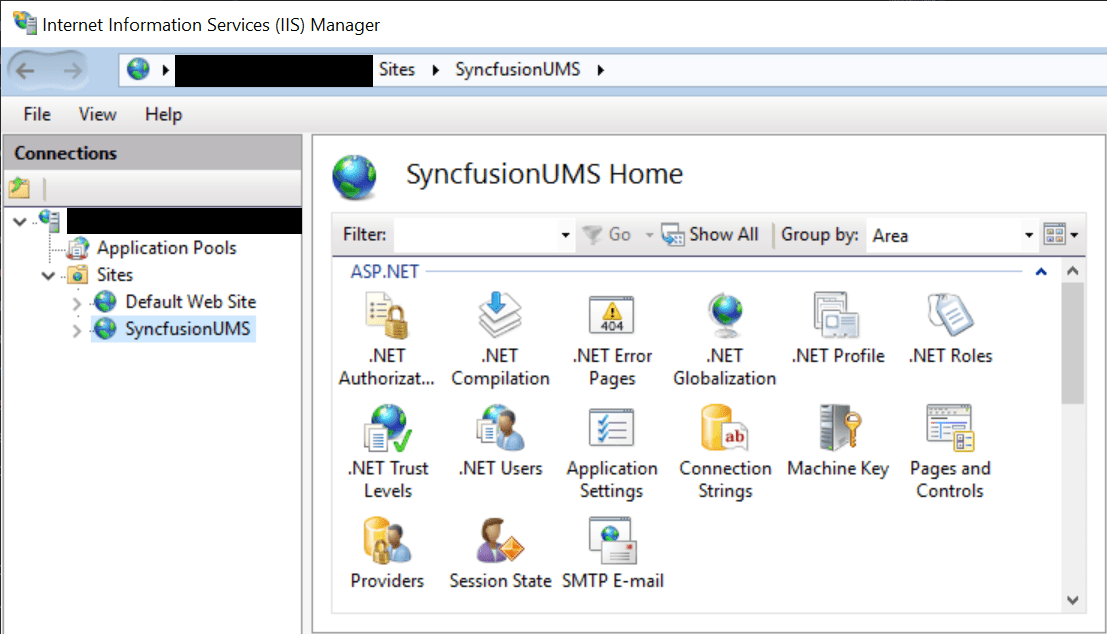 Internet Information Services (IIS) Manager
Sites SyncfusionUMS
File View Help
Connections
Application Pools
Sites
Default Web Site
SyncfusionUMS
SyncfusionUMS Home
Filter: Go Show All Group by: Area
ASP.NET
.NET Authorizat...
.NET Compilation
404
.NET Error Pages
.NET Globalization
.NET Profile
.NET Roles
.NET Trust Levels
.NET Users
Application Settings
ab
Connection Strings
Machine Key
Pages and Controls
Providers
Session State
SMTP E-mail